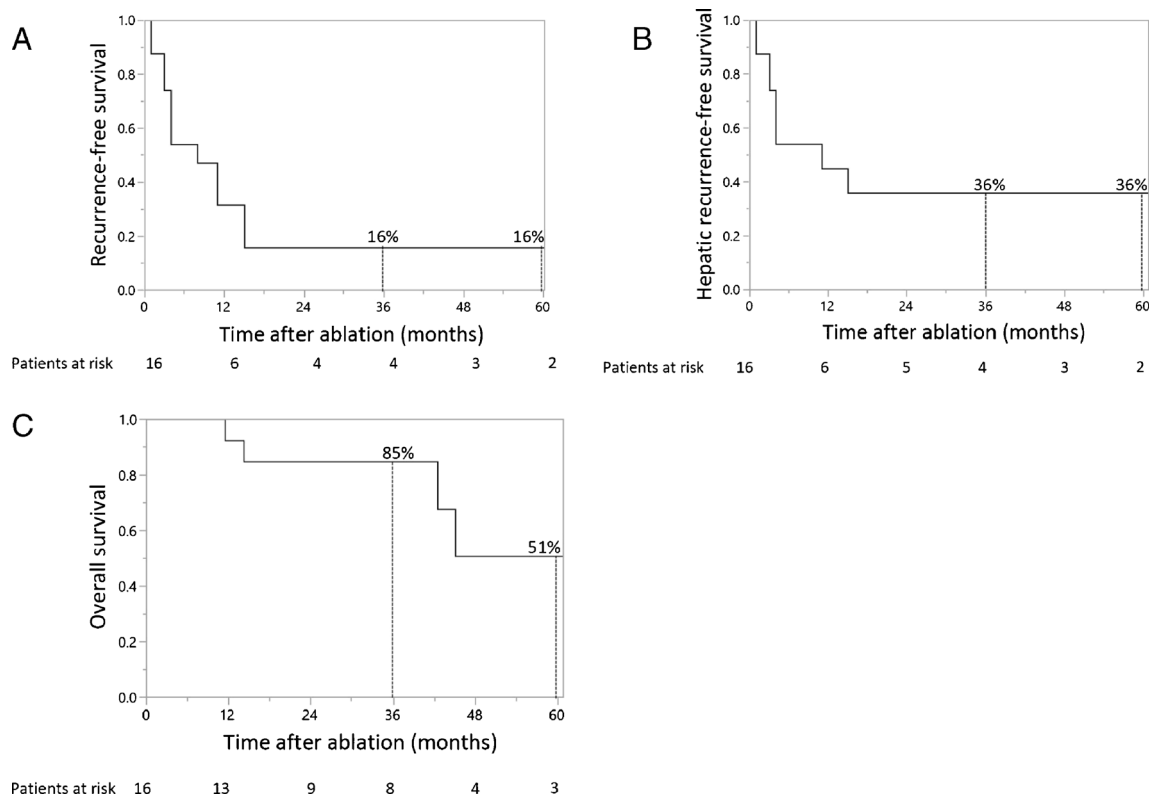 A
Recurrence-free survival
1.0
0.8
0.6
0.4
0.2
0.0
16%
16%
0 12 24 36 48 60
Time after ablation (months)
Patients at risk 16 6 4 4 3 2
B
Hepatic recurrence-free survival
1.0
0.8
0.6
0.4
0.2
0.0
36%
36%
0 12 24 36 48 60
Time after ablation (months)
Patients at risk 16 6 5 4 3 2
C
Overall survival
1.0
0.8
0.6
0.4
0.2
0.0
85%
51%
0 12 24 36 48 60
Time after ablation (months)
Patients at risk 16 13 9 8 4 3